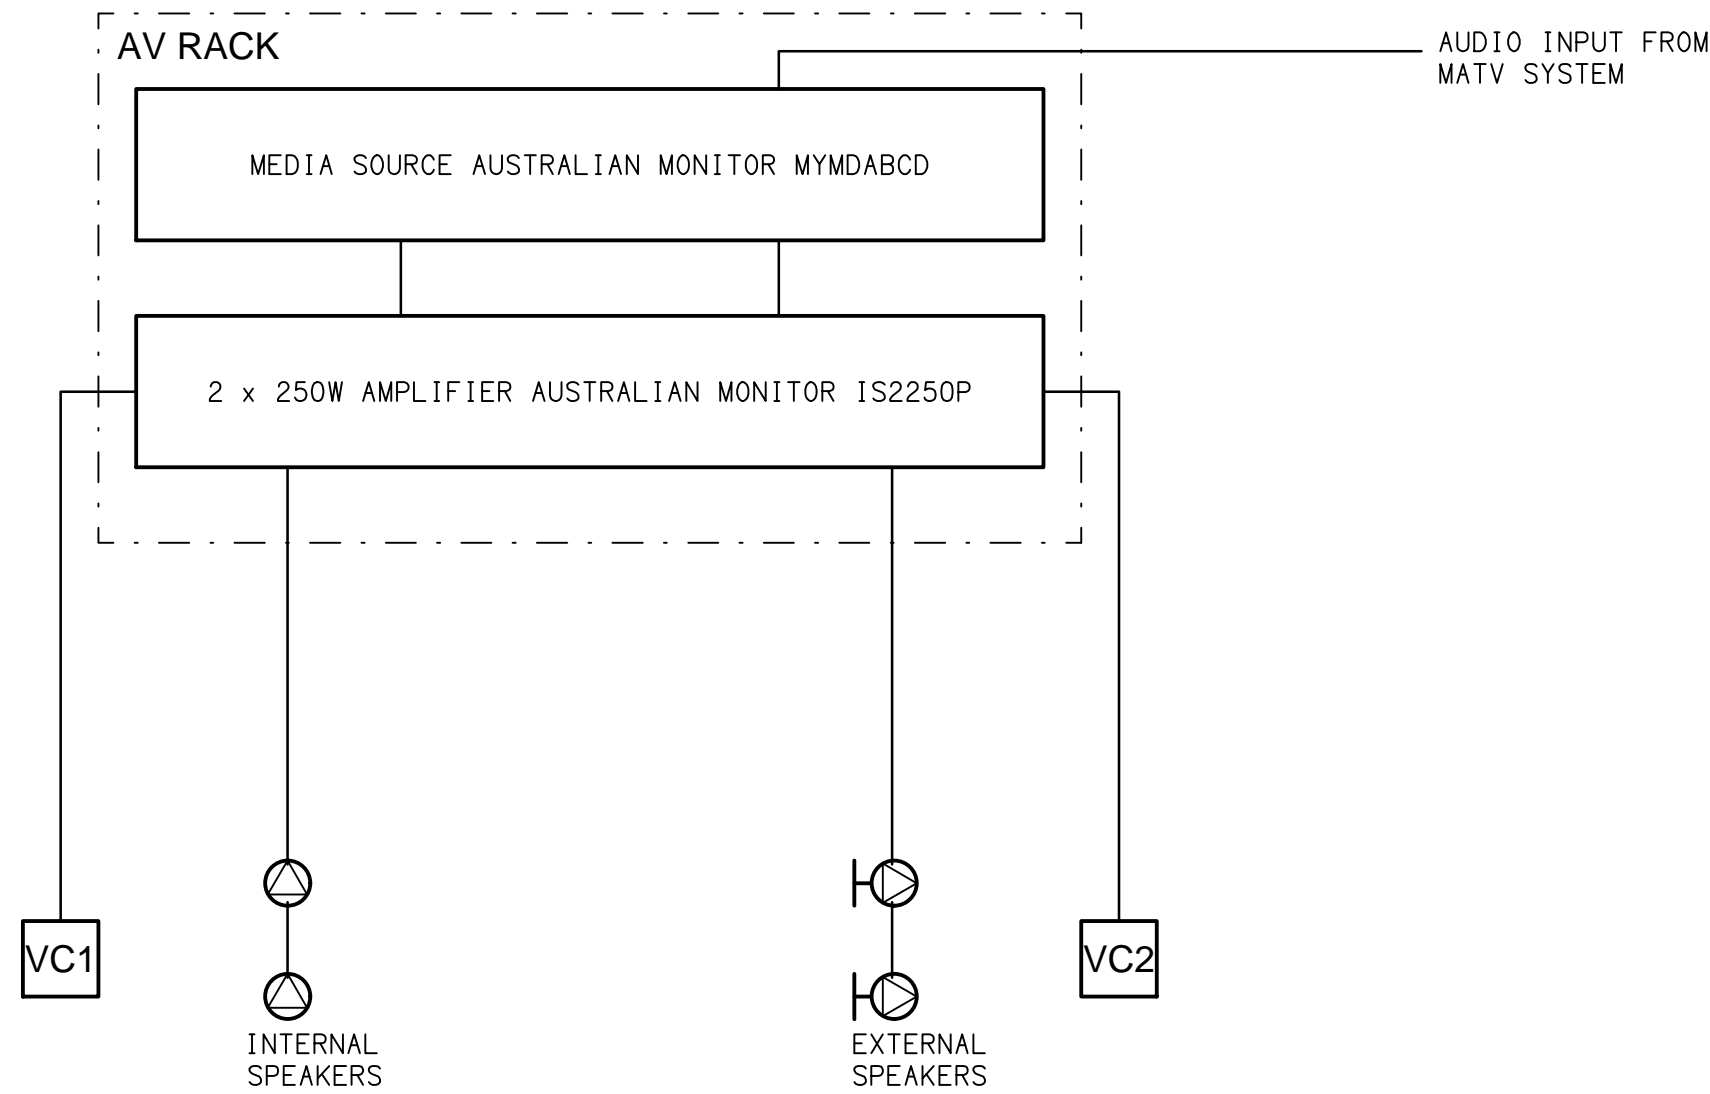 AV RACK
AUDIO INPUT FROM
MATV SYSTEM
MEDIA SOURCE AUSTRALIAN MONITOR MYMDABCD
2 x 250W AMPLIFIER AUSTRALIAN MONITOR IS2250P
VC1
VC2
INTERNAL
SPEAKERS
EXTERNAL
SPEAKERS